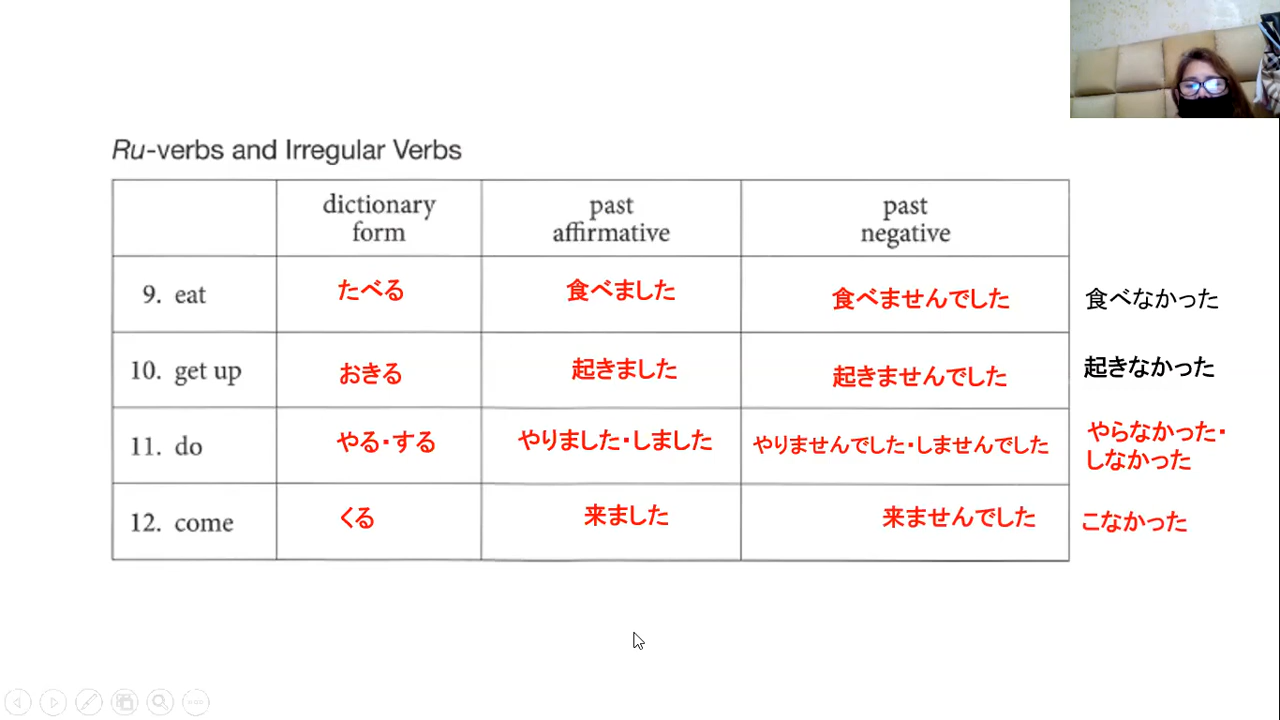 Ru-verbs and Irregular Verbs
dictionary form
past affirmative
past negative
9. eat
たべる
食べました
食べませんでした
食べなかった
10. get up
おきる
起きました
起きませんでした
起きなかった
11. do
やる・する
やりました・しました
やりませんでした・しませんでした
やらなかった・
しなかった
12. come
くる
来ました
来ませんでした
こなかった